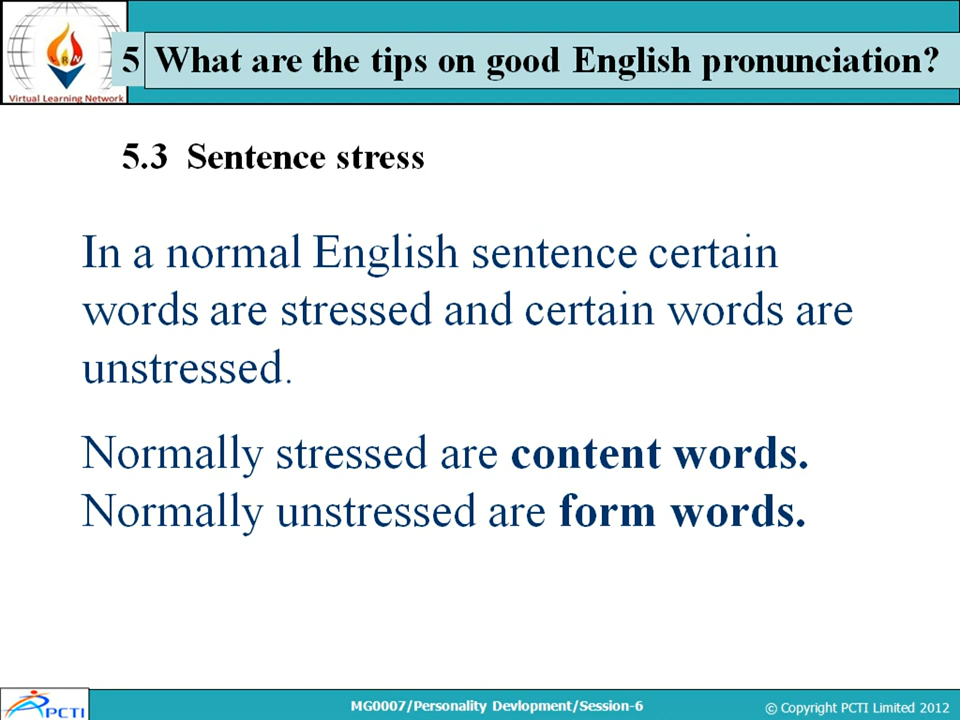 5 What are the tips on good English pronunciation?
Virtual Learning Network
5.3 Sentence stress
In a normal English sentence certain
words are stressed and certain words are
unstressed.
Normally stressed are content words.
Normally unstressed are form words.
PCTI
MG0007/Personality Devlopment/Session-6
© Copyright PCTI Limited 2012